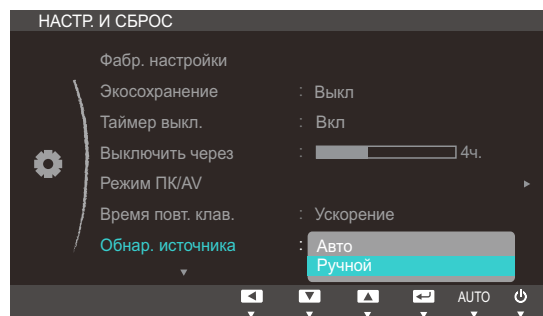 НАСТР. И СБРОС
Фабр. настройки
Экосохранение : Выкл
Таймер выкл. : Вкл
Выключить через : 4ч.
Режим ПК/AV
Время повт. клав. : Ускорение
Обнар. источника : Авто
Ручной
AUTO